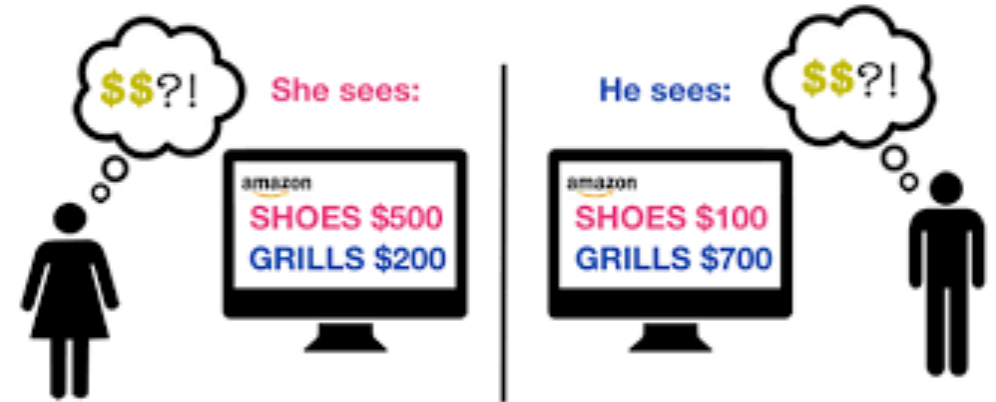 $$?!
She sees:
amazon
SHOES $500
GRILLS $200
He sees:
$$?!
amazon
SHOES $100
GRILLS $700